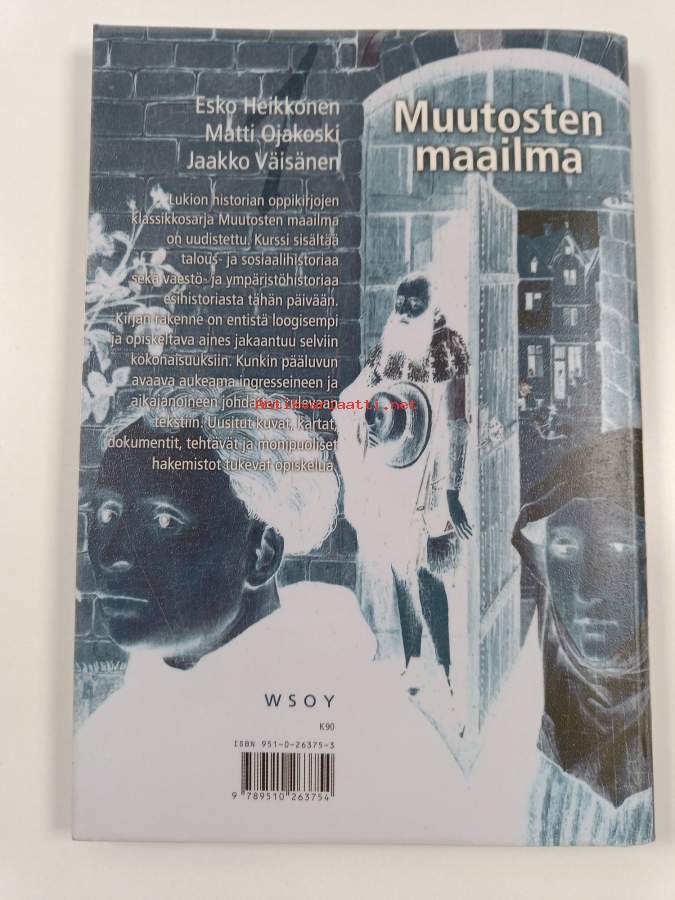 Esko Heikkonen
Matti Ojakoski
Jaakko Väisänen
Muutosten
maailma
Lukion historian oppikirjojen
klassikkosarja Muutosten maailma
on uudistettu. Kurssi sisältää
talous- ja sosiaalihistoriaa
sekä väestö- ja ympäristöhistoriaa
esihistoriasta tähän päivään.
Kirjan rakenne on entistä loogisempi
ja opiskeltava aines jakaantuu selviin
kokonaisuuksiin. Kunkin pääluvun
avaava aukeama ingresseineen ja
aikajanoineen
Antikvariaatti.net
tekstiin. Uusitut kuvat, kartat,
dokumentit, tehtävät ja monipuoliset
hakemistot tukevat opiskelua.
WSOY
K90
ISBN 951-0-26375-3
9 789510 263754